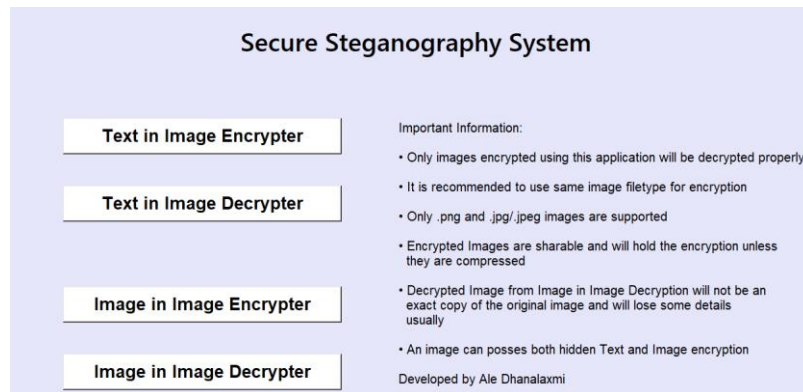 Secure Steganography System
Text in Image Encrypter
Text in Image Decrypter
Image in Image Encrypter
Image in Image Decrypter
Important Information:
• Only images encrypted using this application will be decrypted properly
• It is recommended to use same image filetype for encryption
• Only .png and .jpg/.jpeg images are supported
• Encrypted Images are sharable and will hold the encryption unless
they are compressed
• Decrypted Image from Image in Image Decryption will not be an
exact copy of the original image and will lose some details
usually
• An image can posses both hidden Text and Image encryption
Developed by Ale Dhanalaxmi